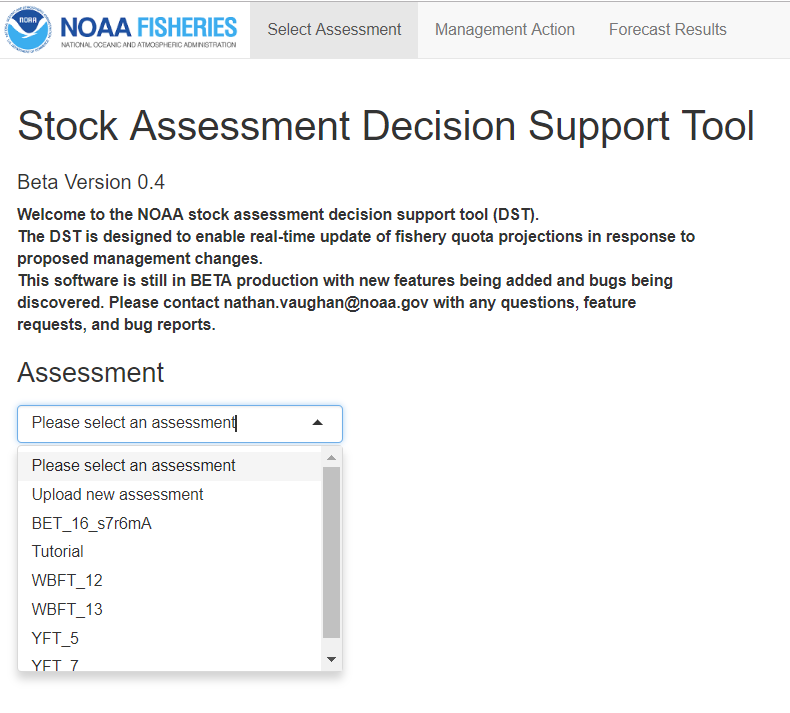 NOAA
NOAA FISHERIES
NATIONAL OCEANIC AND ATMOSPHERIC ADMINISTRATION
Select Assessment
Management Action
Forecast Results
Stock Assessment Decision Support Tool
Beta Version 0.4
Welcome to the NOAA stock assessment decision support tool (DST).
The DST is designed to enable real-time update of fishery quota projections in response to
proposed management changes.
This software is still in BETA production with new features being added and bugs being
discovered. Please contact nathan.vaughan@noaa.gov with any questions, feature
requests, and bug reports.
Assessment
Please select an assessment
Please select an assessment
Upload new assessment
BET_16_s7r6mA
Tutorial
WBFT_12
WBFT_13
YFT_5
YFT_7